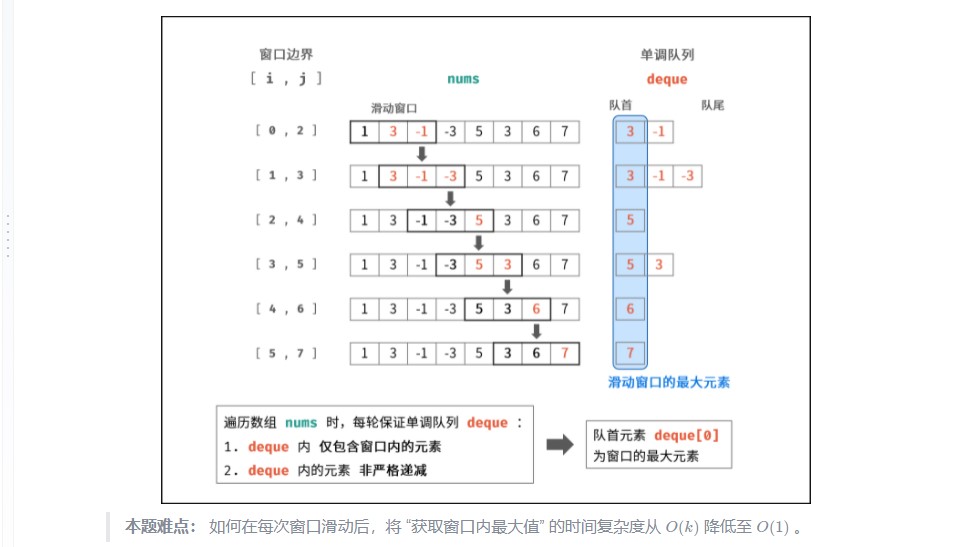 窗口边界 单调队列
[ i , j ] nums deque
滑动窗口 队首 队尾
[ 0 , 2 ] 1 3 -1 -3 5 3 6 7 3 -1
[ 1 , 3 ] 1 3 -1 -3 5 3 6 7 3 -1 -3
[ 2 , 4 ] 1 3 -1 -3 5 3 6 7 5
[ 3 , 5 ] 1 3 -1 -3 5 3 6 7 5 3
[ 4 , 6 ] 1 3 -1 -3 5 3 6 7 6
[ 5 , 7 ] 1 3 -1 -3 5 3 6 7 7
滑动窗口的最大元素
遍历数组 nums 时，每轮保证单调队列 deque ：
1. deque 内 仅包含窗口内的元素
2. deque 内的元素 非严格递减
队首元素 deque[0]
为窗口的最大元素
本题难点： 如何在每次窗口滑动后，将 “获取窗口内最大值” 的时间复杂度从 O(k) 降低至 O(1) 。